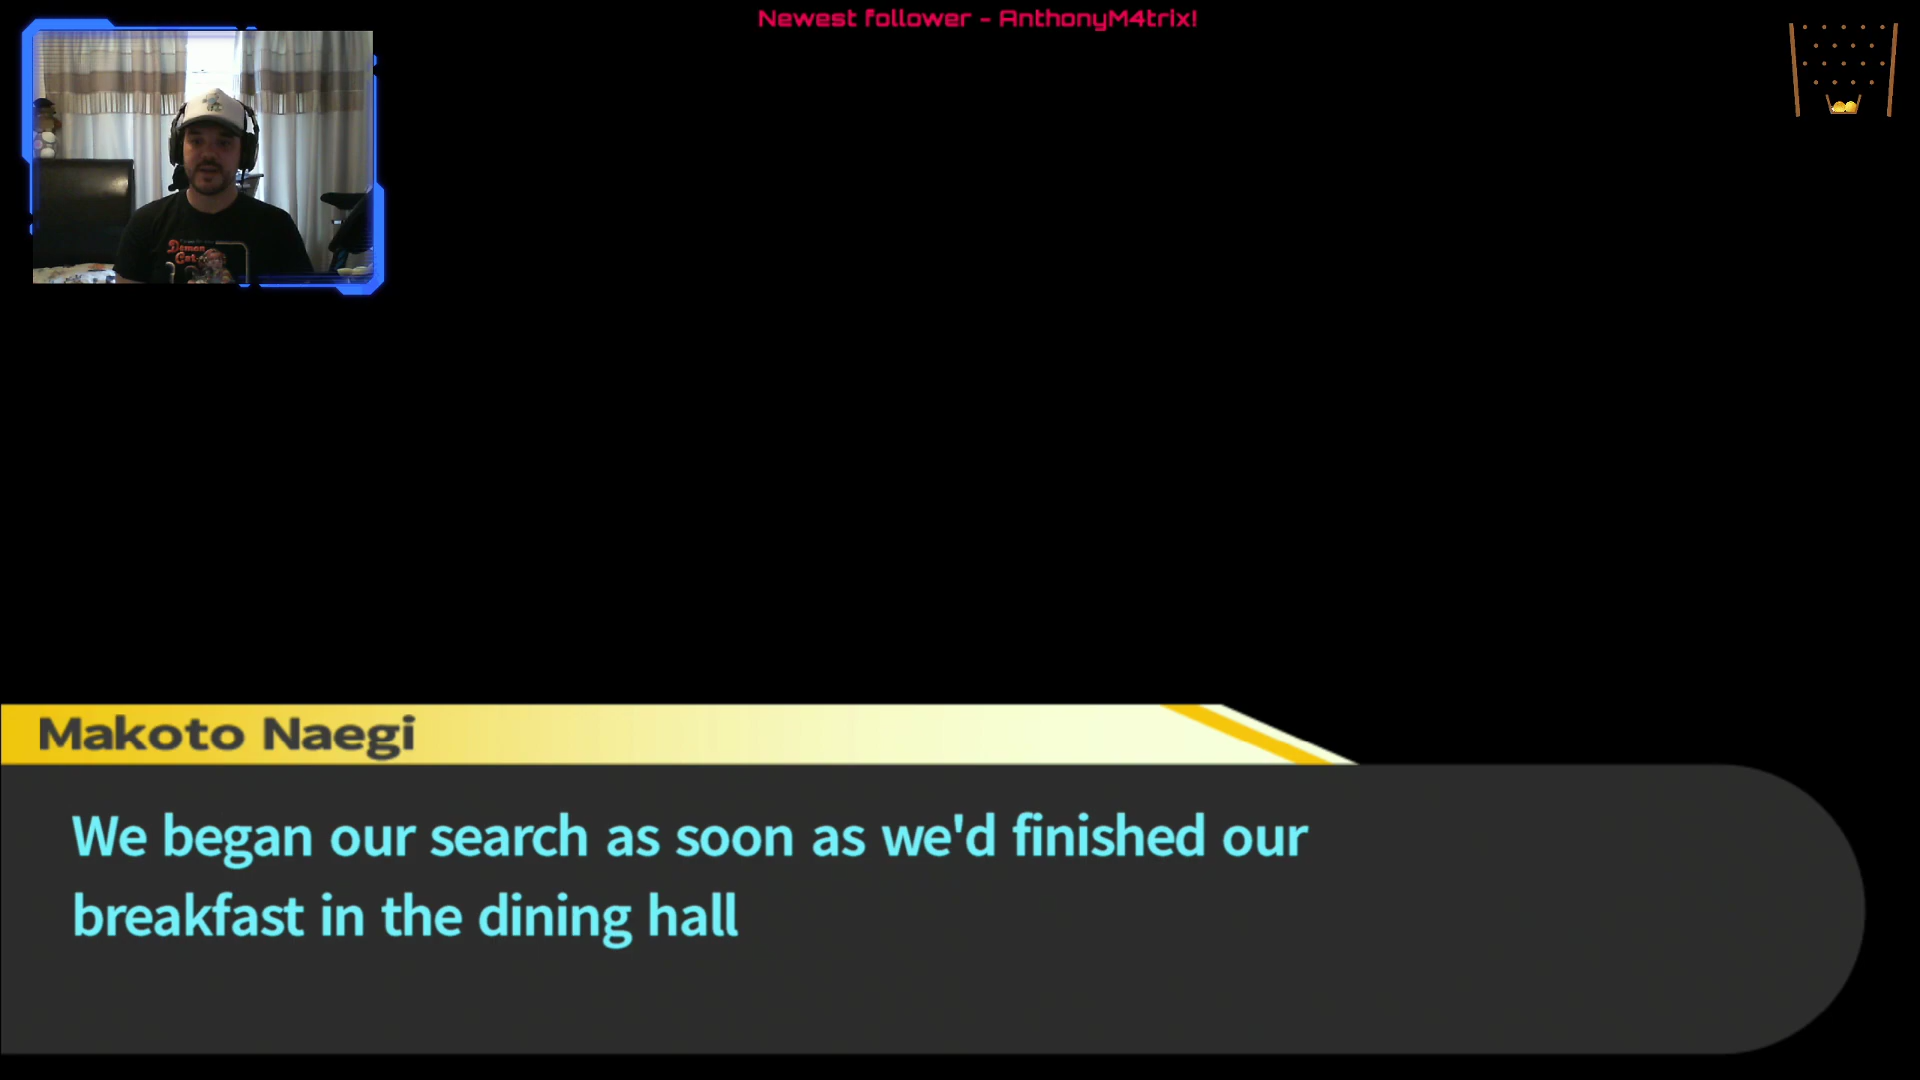 Newest follower - AnthonyM4trix!
Demon
Makoto Naegi
We began our search as soon as we'd finished our
breakfast in the dining hall